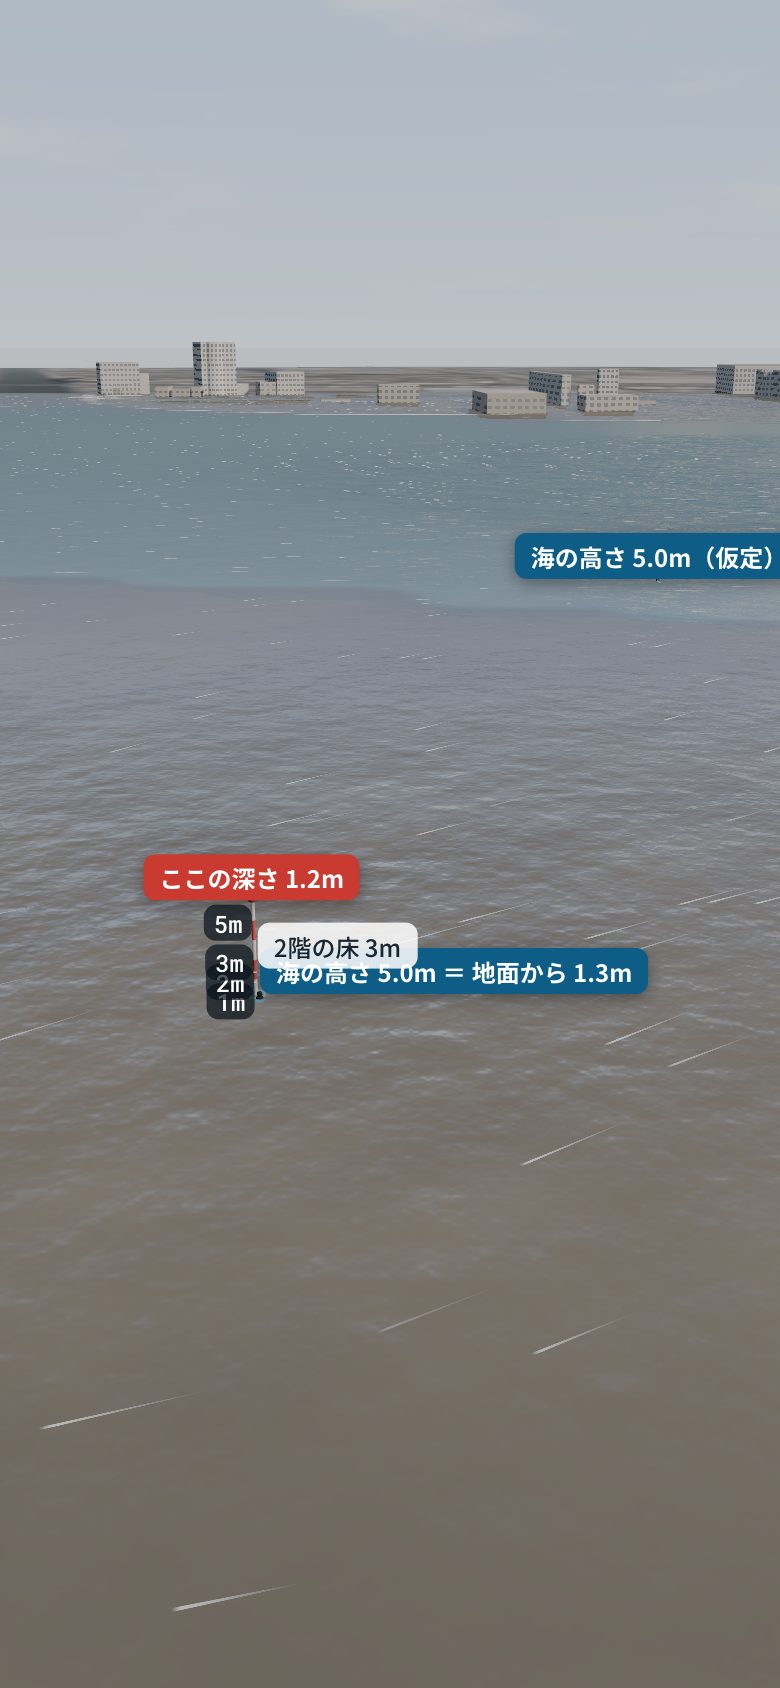 海の高さ 5.0m（仮定）
ここの深さ 1.2m
5m
2階の床 3m
3m
海の高さ 5.0m ＝ 地面から 1.3m
2m
1m